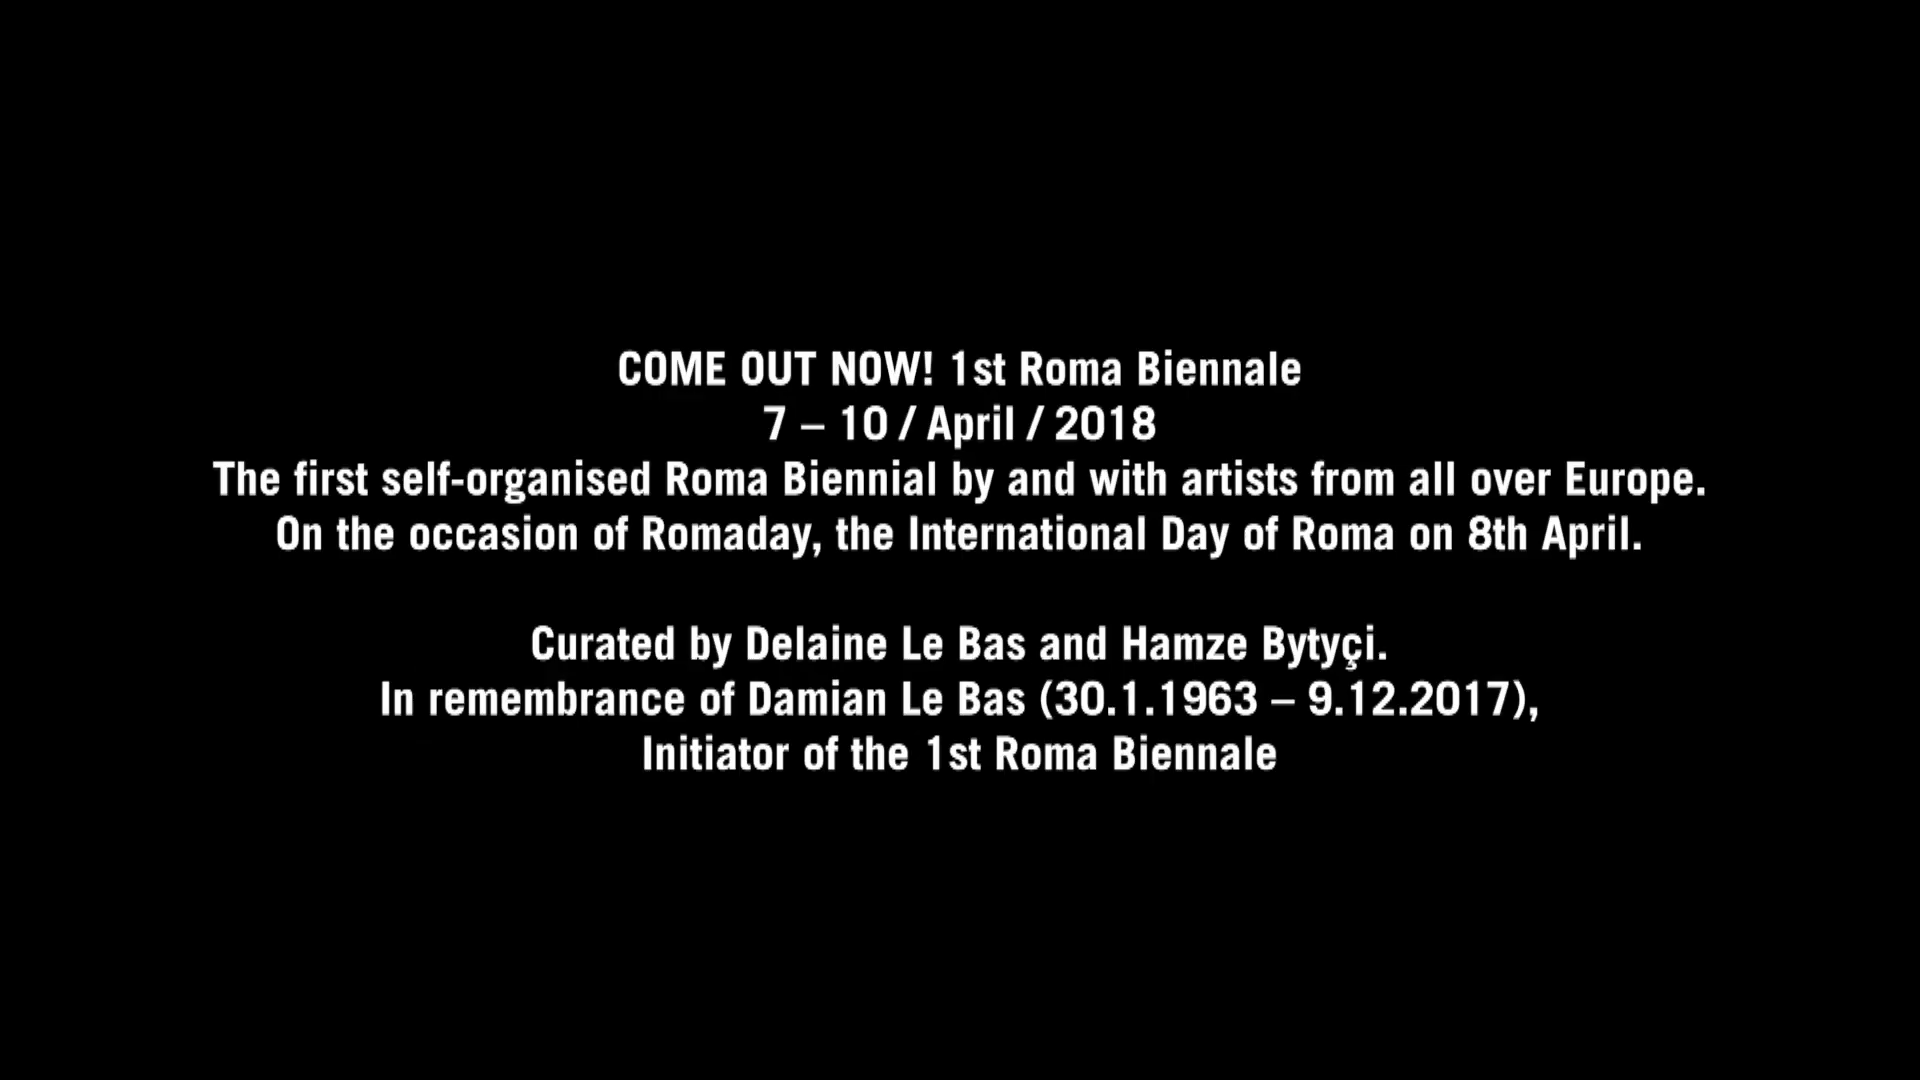 COME OUT NOW! 1st Roma Biennale
7 – 10 / April / 2018
The first self-organised Roma Biennial by and with artists from all over Europe.
On the occasion of Romaday, the International Day of Roma on 8th April.
Curated by Delaine Le Bas and Hamze Bytyçi.
In remembrance of Damian Le Bas (30.1.1963 – 9.12.2017),
Initiator of the 1st Roma Biennale